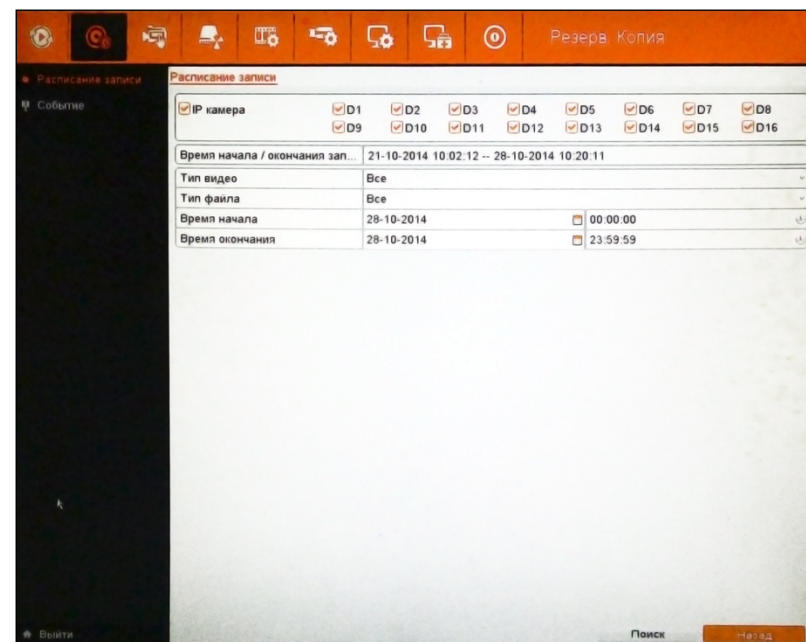 Резерв. Копия
Расписание записи
Событие
Расписание записи
IP камера D1 D2 D3 D4 D5 D6 D7 D8
D9 D10 D11 D12 D13 D14 D15 D16
Время начала / окончания зап... 21-10-2014 10:02:12 -- 28-10-2014 10:20:11
Тип видео Все
Тип файла Все
Время начала 28-10-2014 00:00:00
Время окончания 28-10-2014 23:59:59
Выйти
Поиск Назад